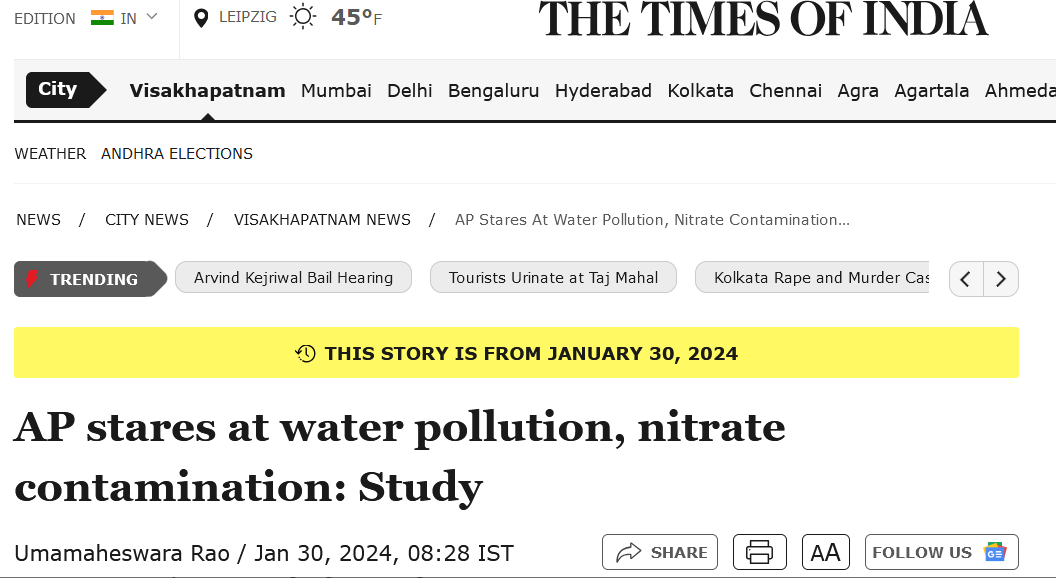 EDITION IN LEIPZIG 45°F
THE TIMES OF INDIA
City Visakhapatnam Mumbai Delhi Bengaluru Hyderabad Kolkata Chennai Agra Agartala Ahmeda
WEATHER ANDHRA ELECTIONS
NEWS / CITY NEWS / VISAKHAPATNAM NEWS / AP Stares At Water Pollution, Nitrate Contamination...
TRENDING Arvind Kejriwal Bail Hearing Tourists Urinate at Taj Mahal Kolkata Rape and Murder Cas
THIS STORY IS FROM JANUARY 30, 2024
AP stares at water pollution, nitrate
contamination: Study
Umamaheswara Rao / Jan 30, 2024, 08:28 IST SHARE AA FOLLOW US